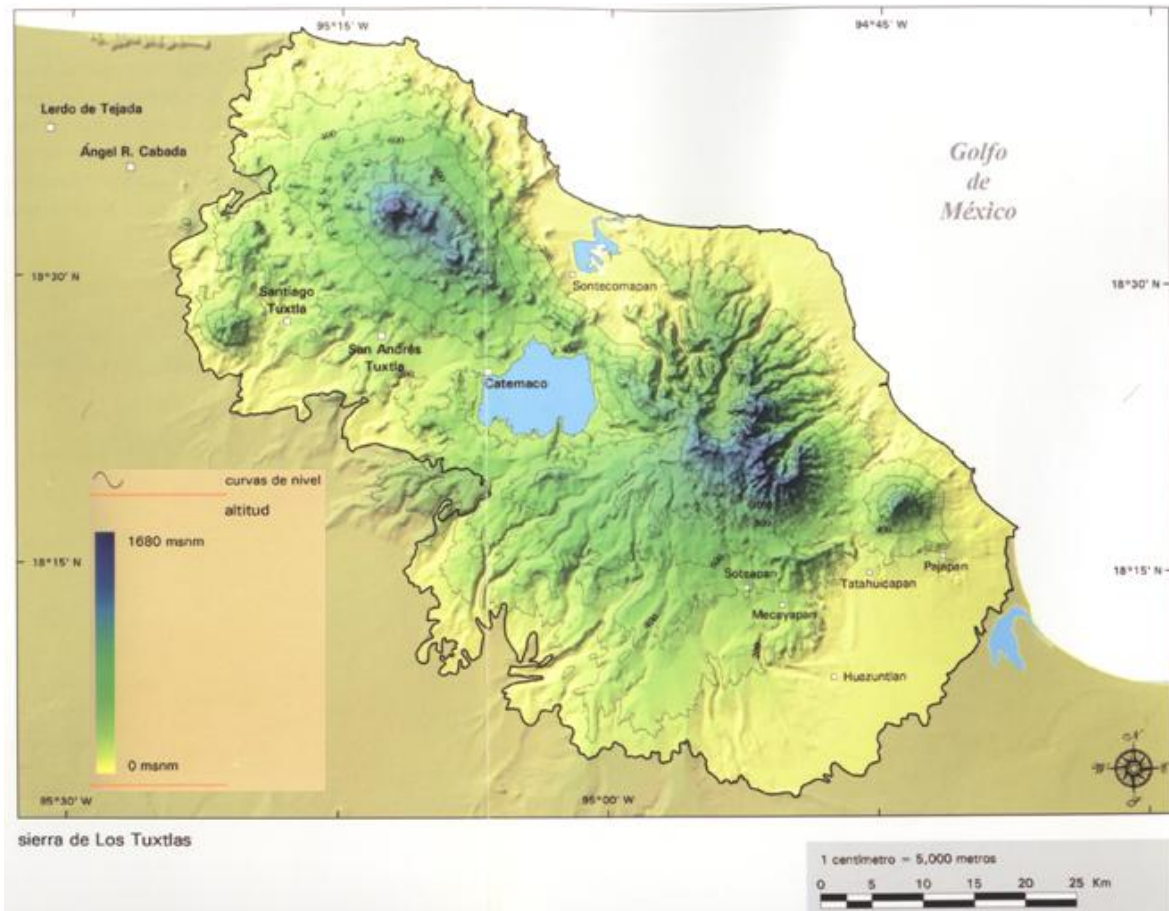 95°15' W
94°45' W
Lerdo de Tejada
Ángel R. Cabada
Golfo
de
México
18°30' N
18°30' N
Sontecomapan
Santiago
Tuxtla
San Andrés
Tuxtla
Catemaco
curvas de nivel
altitud
1680 msnm
18°15' N
18°15' N
Soteapan
Tatahuicapan
Pajapan
Mecayapan
Huazuntlan
0 msnm
95°30' W
95°00' W
sierra de Los Tuxtlas
1 centímetro = 5,000 metros
0 5 10 15 20 25 Km